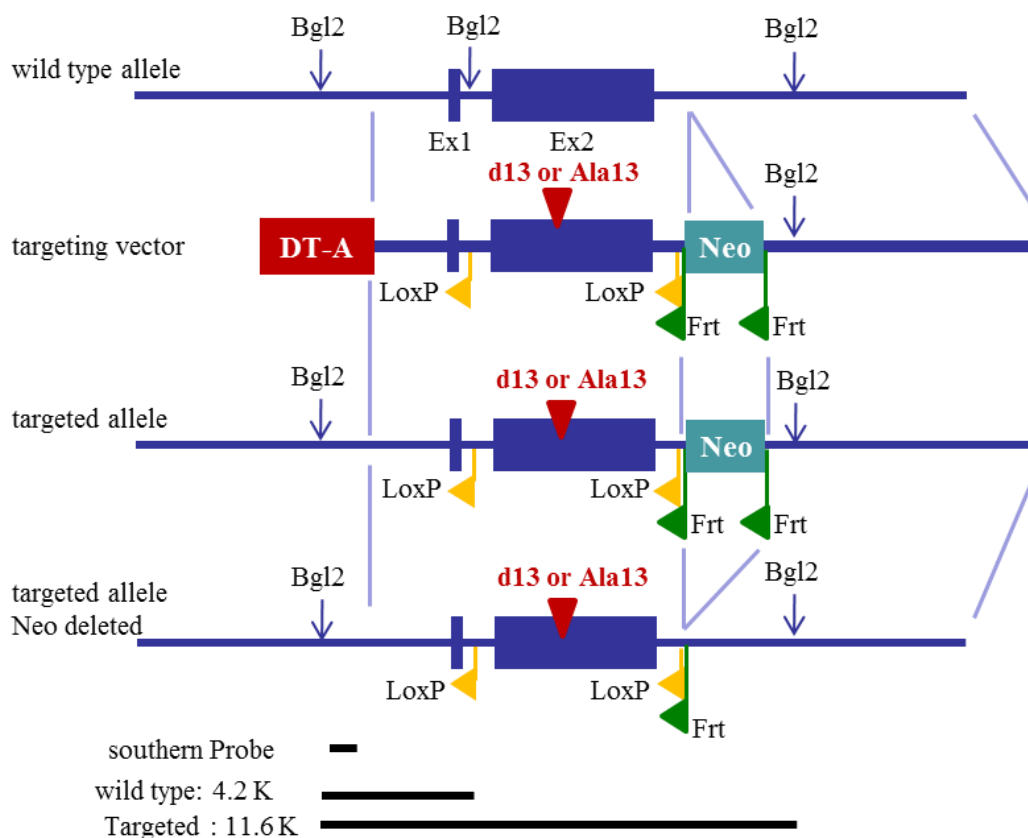 Bgl2 Bgl2 Bgl2
wild type allele
Ex1 Ex2
d13 or Ala13
Bgl2
targeting vector DT-A Neo
LoxP LoxP
Frt Frt
Bgl2 d13 or Ala13 Bgl2
targeted allele
Neo
LoxP LoxP
Frt Frt
Bgl2 d13 or Ala13 Bgl2
targeted allele
Neo deleted
LoxP LoxP
Frt
southern Probe
wild type: 4.2 K
Targeted : 11.6 K